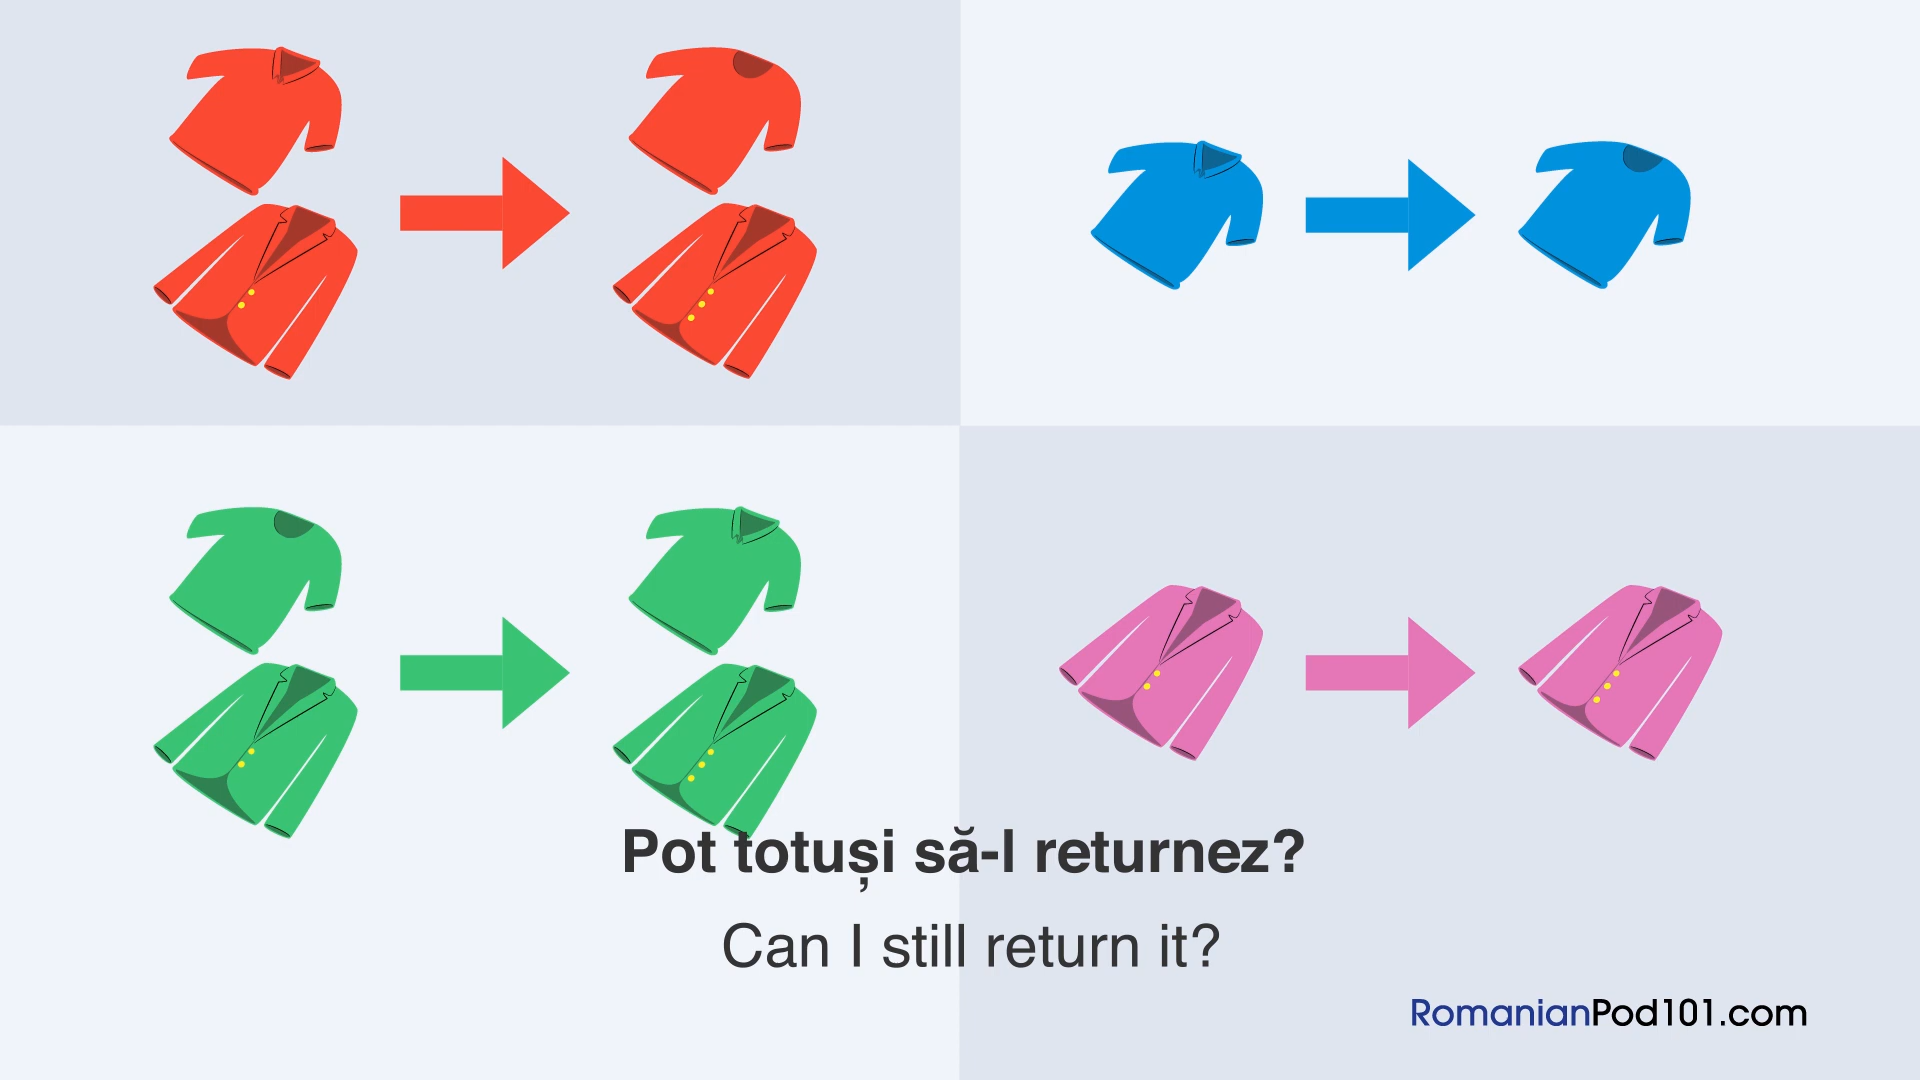 Pot totuși să-l returnez?
Can I still return it?
RomanianPod101.com